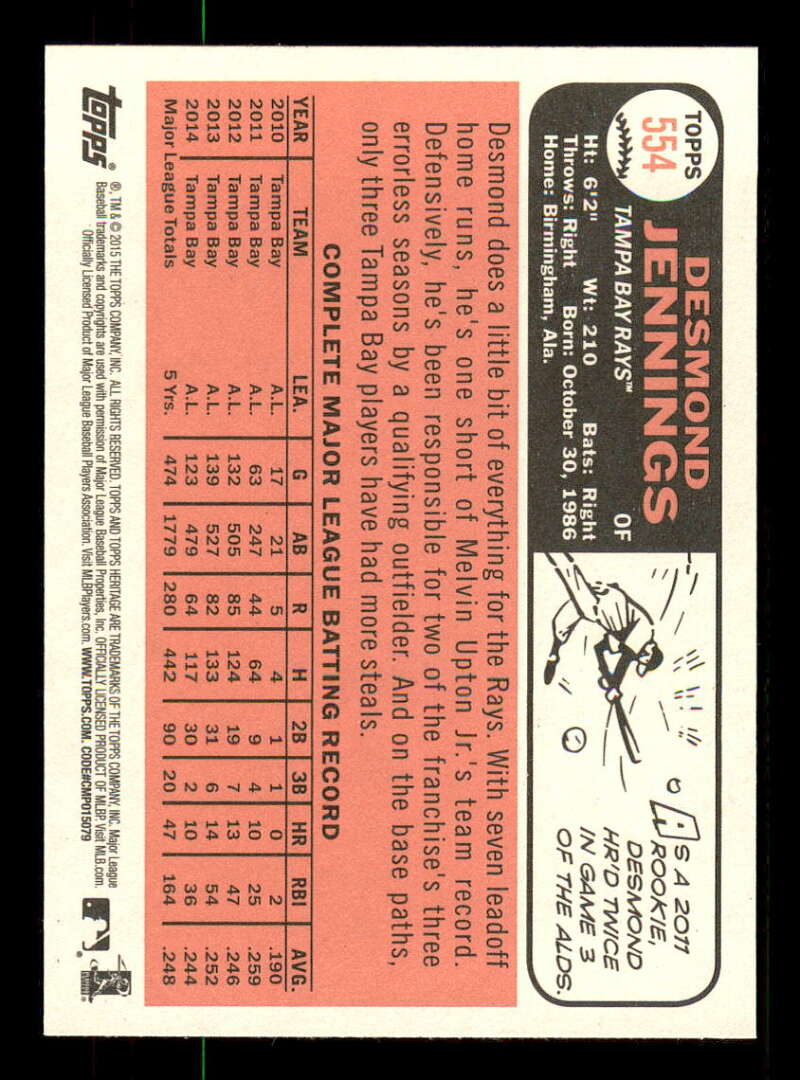 TOPPS
554
DESMOND
JENNINGS
OF
TAMPA BAY RAYS™
Ht: 6'2" Wt: 210 Bats: Right
Throws: Right Born: October 30, 1986
Home: Birmingham, Ala.
AS A 2011
ROOKIE,
DESMOND
HR'D TWICE
IN GAME 3
OF THE ALDS.
Desmond does a little bit of everything for the Rays. With seven leadoff
home runs, he's one short of Melvin Upton Jr.'s team record.
Defensively, he's been responsible for two of the franchise's three
errorless seasons by a qualifying outfielder. And on the base paths,
only three Tampa Bay players have had more steals.
COMPLETE MAJOR LEAGUE BATTING RECORD
YEAR TEAM LEA. G AB R H 2B 3B HR RBI AVG.
2010 Tampa Bay A.L. 17 21 5 4 1 1 0 2 .190
2011 Tampa Bay A.L. 63 247 44 64 9 4 10 25 .259
2012 Tampa Bay A.L. 132 505 85 124 19 7 13 47 .246
2013 Tampa Bay A.L. 139 527 82 133 31 6 14 54 .252
2014 Tampa Bay A.L. 123 479 64 117 30 2 10 36 .244
Major League Totals 5 Yrs. 474 1779 280 442 90 20 47 164 .248
topps®
®, TM & © 2015 THE TOPPS COMPANY, INC. ALL RIGHTS RESERVED. TOPPS AND TOPPS HERITAGE ARE TRADEMARKS OF THE TOPPS COMPANY, INC. Major League
Baseball trademarks and copyrights are used with permission of Major League Baseball Properties, Inc. OFFICIALLY LICENSED PRODUCT OF MLBP. Visit MLB.com.
Officially Licensed Product of Major League Baseball Players Association. Visit MLBPlayers.com. WWW.TOPPS.COM. CODE#CMP015079